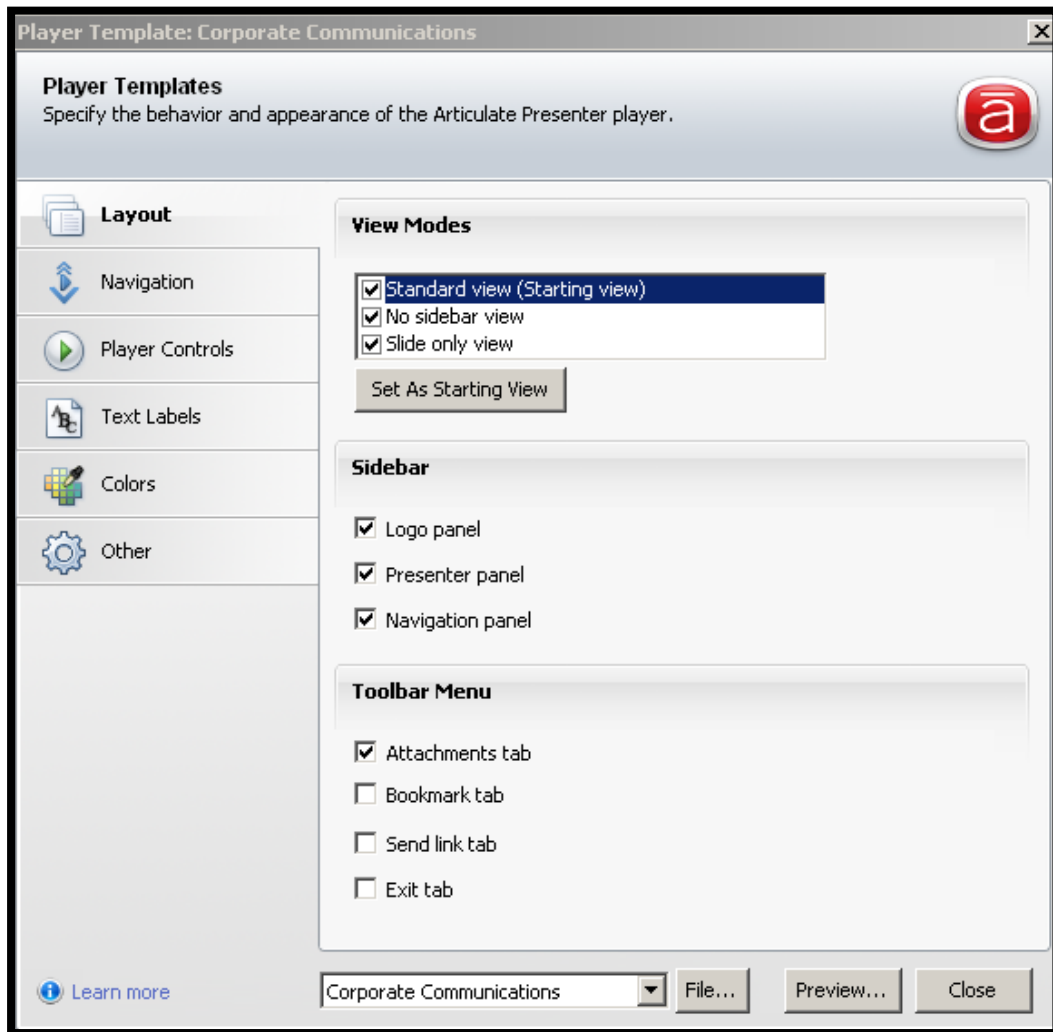 Player Template: Corporate Communications
Player Templates
Specify the behavior and appearance of the Articulate Presenter player.
ā
Layout
Navigation
Player Controls
ABC
Text Labels
Colors
Other
View Modes
Standard view (Starting view)
No sidebar view
Slide only view
Set As Starting View
Sidebar
Logo panel
Presenter panel
Navigation panel
Toolbar Menu
Attachments tab
Bookmark tab
Send link tab
Exit tab
Learn more
Corporate Communications
File...
Preview...
Close